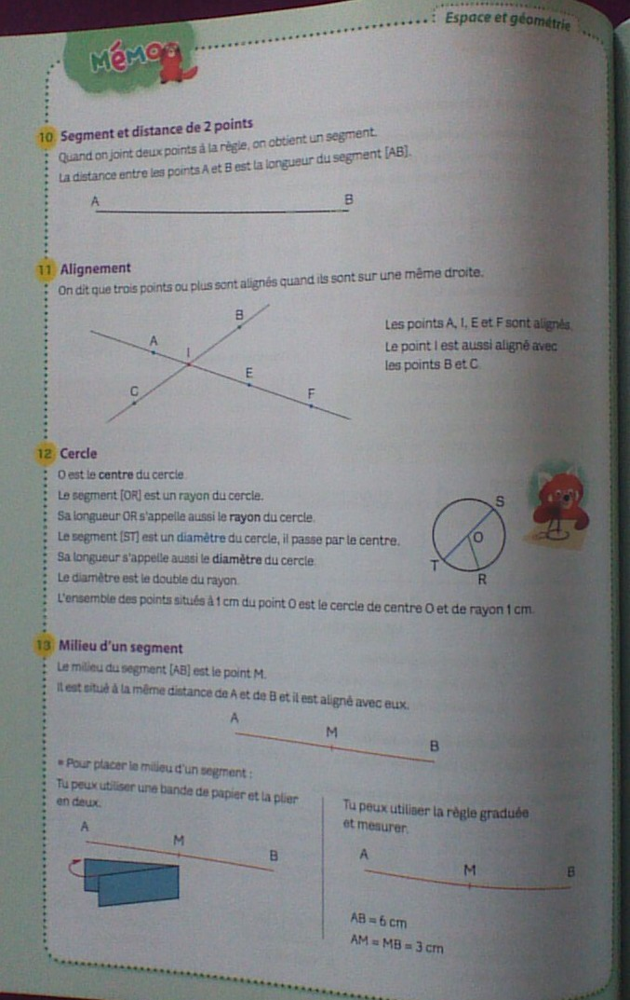 Espace et géométrie
Mémo
10 Segment et distance de 2 points
Quand on joint deux points à la règle, on obtient un segment.
La distance entre les points A et B est la longueur du segment [AB].
A B
11 Alignement
On dit que trois points ou plus sont alignés quand ils sont sur une même droite.
B
A
I
E
C
F
Les points A, I, E et F sont alignés.
Le point I est aussi aligné avec
les points B et C.
12 Cercle
O est le centre du cercle.
Le segment [OR] est un rayon du cercle.
Sa longueur OR s'appelle aussi le rayon du cercle.
Le segment [ST] est un diamètre du cercle, il passe par le centre.
Sa longueur s'appelle aussi le diamètre du cercle.
Le diamètre est le double du rayon.
L'ensemble des points situés à 1 cm du point O est le cercle de centre O et de rayon 1 cm.
S
O
T
R
13 Milieu d'un segment
Le milieu du segment [AB] est le point M.
Il est situé à la même distance de A et de B et il est aligné avec eux.
A
M
B
* Pour placer le milieu d'un segment :
Tu peux utiliser une bande de papier et la plier
en deux.
A
M
B
Tu peux utiliser la règle graduée
et mesurer.
A
M
B
AB = 6 cm
AM = MB = 3 cm